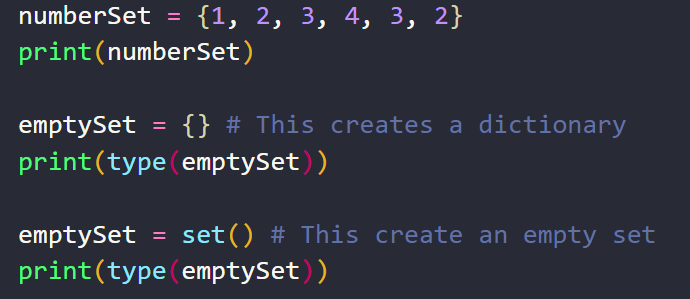 numberSet = {1, 2, 3, 4, 3, 2}
print(numberSet)
emptySet = {} # This creates a dictionary
print(type(emptySet))
emptySet = set() # This create an empty set
print(type(emptySet))